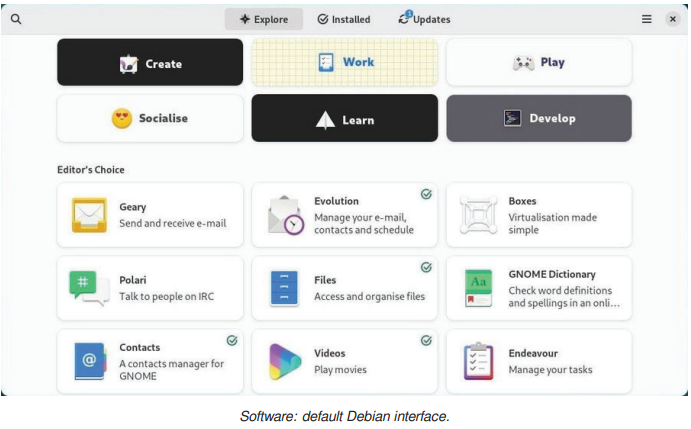 Explore Installed Updates
Create Work Play
Socialise Learn Develop
Editor's Choice
Geary
Send and receive e-mail
Evolution
Manage your e-mail,
contacts and schedule
Boxes
Virtualisation made
simple
Polari
Talk to people on IRC
Files
Access and organise files
GNOME Dictionary
Check word definitions
and spellings in an onli...
Contacts
A contacts manager for
GNOME
Videos
Play movies
Endeavour
Manage your tasks
Software: default Debian interface.